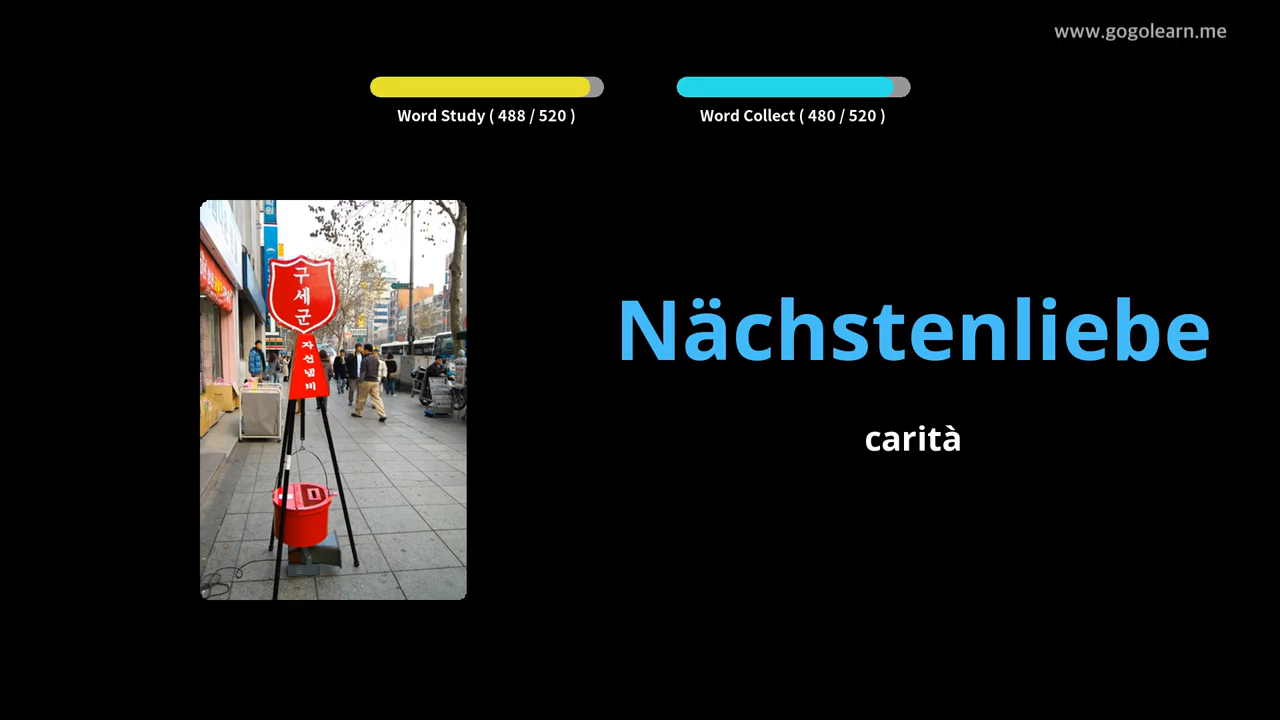 www.gogolearn.me
Word Study ( 488 / 520 )
Word Collect ( 480 / 520 )
구세군
자선냄비
Nächstenliebe
carità